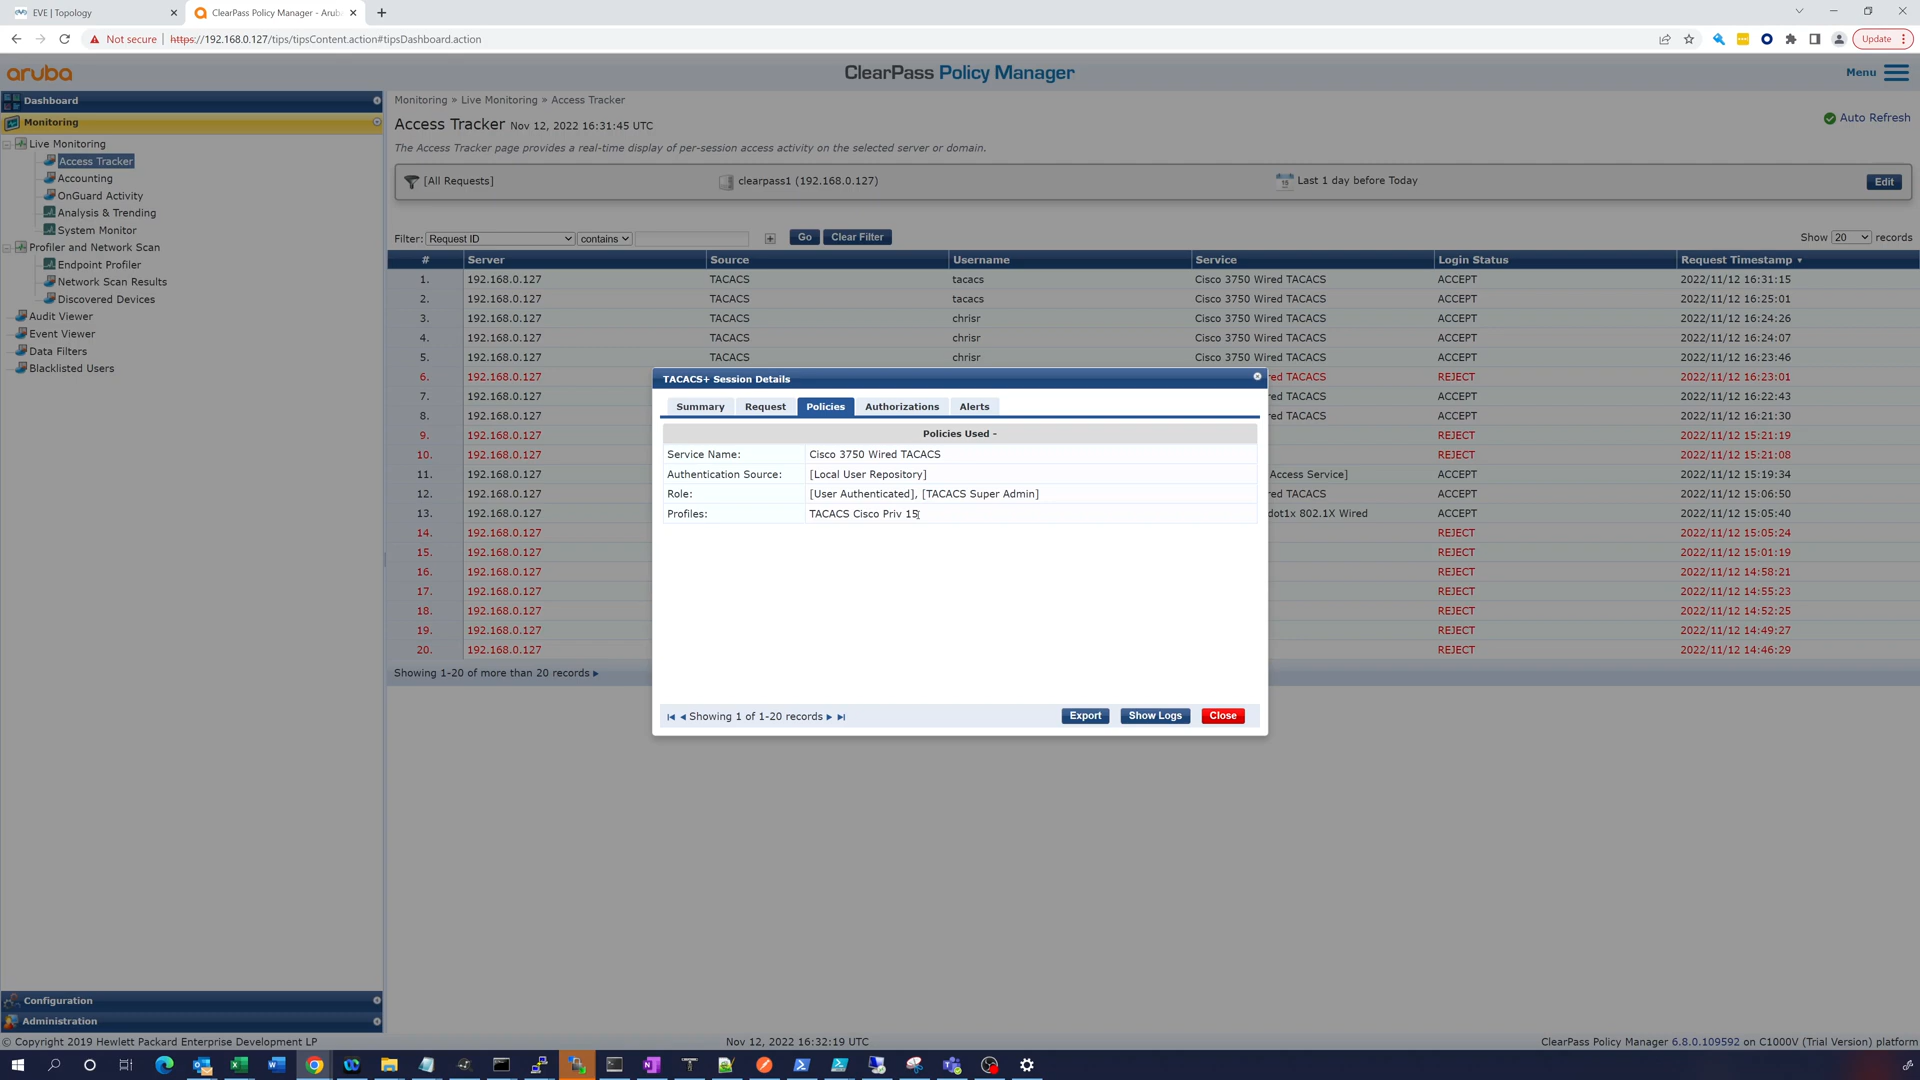 EVE | Topology
ClearPass Policy Manager - Arub
Not secure
https://192.168.0.127/tips/tipsContent.action#tipsDashboard.action
Update
aruba
ClearPass Policy Manager
Menu
Dashboard
Monitoring
Live Monitoring
Access Tracker
Accounting
OnGuard Activity
Analysis & Trending
System Monitor
Profiler and Network Scan
Endpoint Profiler
Network Scan Results
Discovered Devices
Audit Viewer
Event Viewer
Data Filters
Blacklisted Users
Configuration
Administration
Monitoring » Live Monitoring » Access Tracker
Access Tracker Nov 12, 2022 16:31:45 UTC
Auto Refresh
The Access Tracker page provides a real-time display of per-session access activity on the selected server or domain.
[All Requests]
clearpass1 (192.168.0.127)
Last 1 day before Today
Edit
Filter: Request ID contains Go Clear Filter
Show 20 records
# Server Source Username Service Login Status Request Timestamp
1. 192.168.0.127 TACACS tacacs Cisco 3750 Wired TACACS ACCEPT 2022/11/12 16:31:15
2. 192.168.0.127 TACACS tacacs Cisco 3750 Wired TACACS ACCEPT 2022/11/12 16:25:01
3. 192.168.0.127 TACACS chrisr Cisco 3750 Wired TACACS ACCEPT 2022/11/12 16:24:26
4. 192.168.0.127 TACACS chrisr Cisco 3750 Wired TACACS ACCEPT 2022/11/12 16:24:07
5. 192.168.0.127 TACACS chrisr Cisco 3750 Wired TACACS ACCEPT 2022/11/12 16:23:46
6. 192.168.0.127 TACACS REJECT 2022/11/12 16:23:01
7. 192.168.0.127 TACACS ACCEPT 2022/11/12 16:22:43
8. 192.168.0.127 TACACS ACCEPT 2022/11/12 16:21:30
9. 192.168.0.127 REJECT 2022/11/12 15:21:19
10. 192.168.0.127 TACACS REJECT 2022/11/12 15:21:08
11. 192.168.0.127 Access Service] ACCEPT 2022/11/12 15:19:34
12. 192.168.0.127 TACACS ACCEPT 2022/11/12 15:06:50
13. 192.168.0.127 dot1x 802.1X Wired ACCEPT 2022/11/12 15:05:40
14. 192.168.0.127 REJECT 2022/11/12 15:05:24
15. 192.168.0.127 REJECT 2022/11/12 15:01:19
16. 192.168.0.127 REJECT 2022/11/12 14:58:21
17. 192.168.0.127 REJECT 2022/11/12 14:55:23
18. 192.168.0.127 REJECT 2022/11/12 14:52:25
19. 192.168.0.127 REJECT 2022/11/12 14:49:27
20. 192.168.0.127 REJECT 2022/11/12 14:46:29
Showing 1-20 of more than 20 records
TACACS+ Session Details
Summary Request Policies Authorizations Alerts
Policies Used -
Service Name: Cisco 3750 Wired TACACS
Authentication Source: [Local User Repository]
Role: [User Authenticated], [TACACS Super Admin]
Profiles: TACACS Cisco Priv 15
Showing 1 of 1-20 records
Export Show Logs Close
© Copyright 2019 Hewlett Packard Enterprise Development LP
Nov 12, 2022 16:32:19 UTC
ClearPass Policy Manager 6.8.0.109592 on C1000V (Trial Version) platform